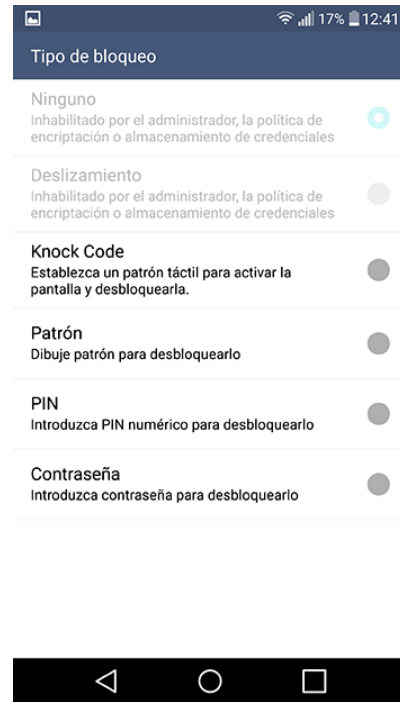 17% 12:41
Tipo de bloqueo
Ninguno
Inhabilitado por el administrador, la política de
encriptación o almacenamiento de credenciales
Deslizamiento
Inhabilitado por el administrador, la política de
encriptación o almacenamiento de credenciales
Knock Code
Establezca un patrón táctil para activar la
pantalla y desbloquearla.
Patrón
Dibuje patrón para desbloquearlo
PIN
Introduzca PIN numérico para desbloquearlo
Contraseña
Introduzca contraseña para desbloquearlo